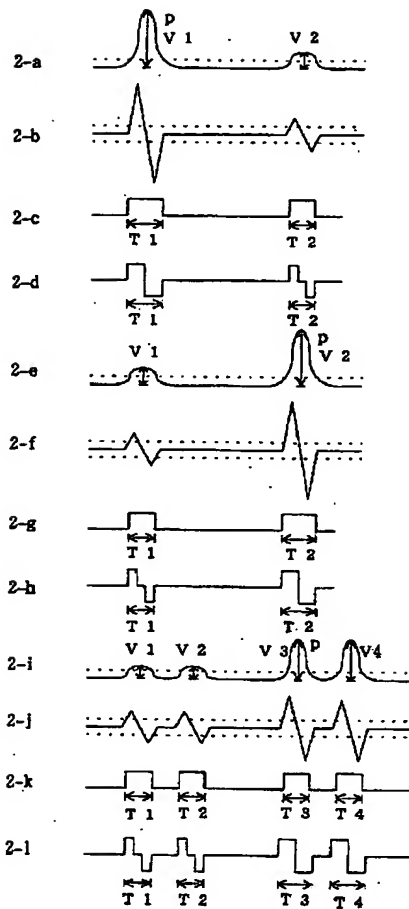 p
V 1
V 2
2-a
2-b
2-c
T 1 T 2
2-d
T 1 T 2
V 1 p
V 2
2-e
2-f
2-g
T 1 T 2
2-h
T 1 T 2
V 1 V 2 V 3 p V4
2-i
2-j
2-k
T 1 T 2 T 3 T 4
2-l
T 1 T 2 T 3 T 4